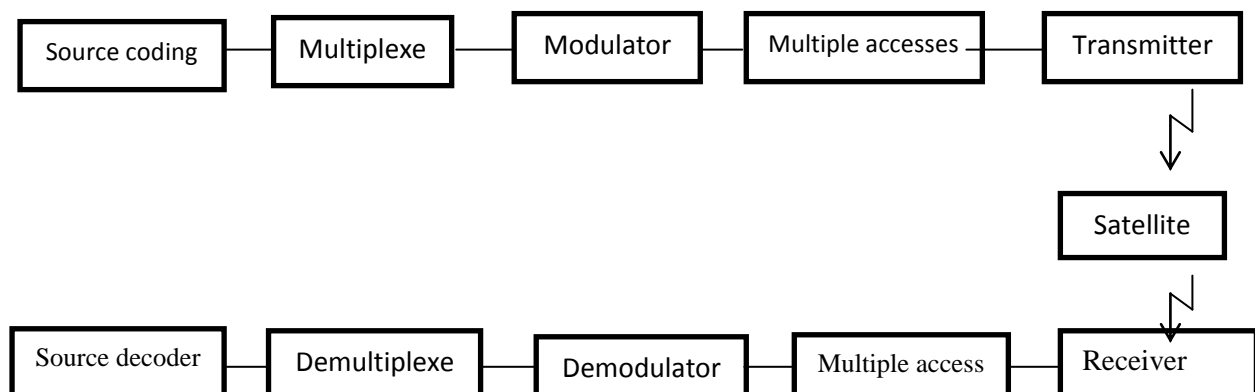 Source coding
Multiplexe
Modulator
Multiple accesses
Transmitter
Satellite
Source decoder
Demultiplexe
Demodulator
Multiple access
Receiver